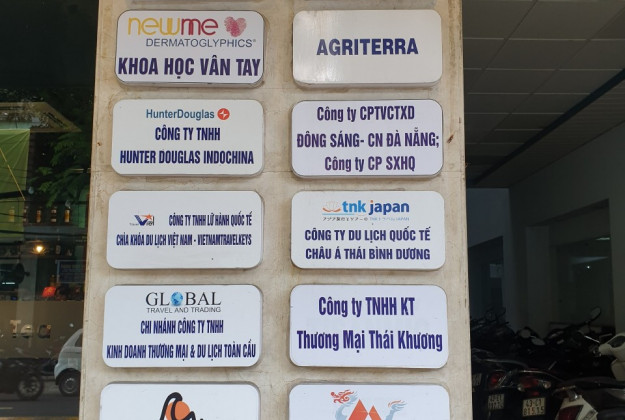 newme
DERMATOGLYPHICS®
KHOA HỌC VÂN TAY
AGRITERRA
HunterDouglas
CÔNG TY TNHH
HUNTER DOUGLAS INDOCHINA
Công ty CPTVCTXD
ĐÔNG SÁNG- CN ĐÀ NẴNG;
Công ty CP SXHQ
CÔNG TY TNHH LỮ HÀNH QUỐC TẾ
CHÌA KHÓA DU LỊCH VIỆT NAM - VIETNAMTRAVELKEYS
tnk japan
CÔNG TY DU LỊCH QUỐC TẾ
CHÂU Á THÁI BÌNH DƯƠNG
GLOBAL
TRAVEL AND TRADING
CHI NHÁNH CÔNG TY TNHH
KINH DOANH THƯƠNG MẠI & DU LỊCH TOÀN CẦU
Công ty TNHH KT
Thương Mại Thái Khương